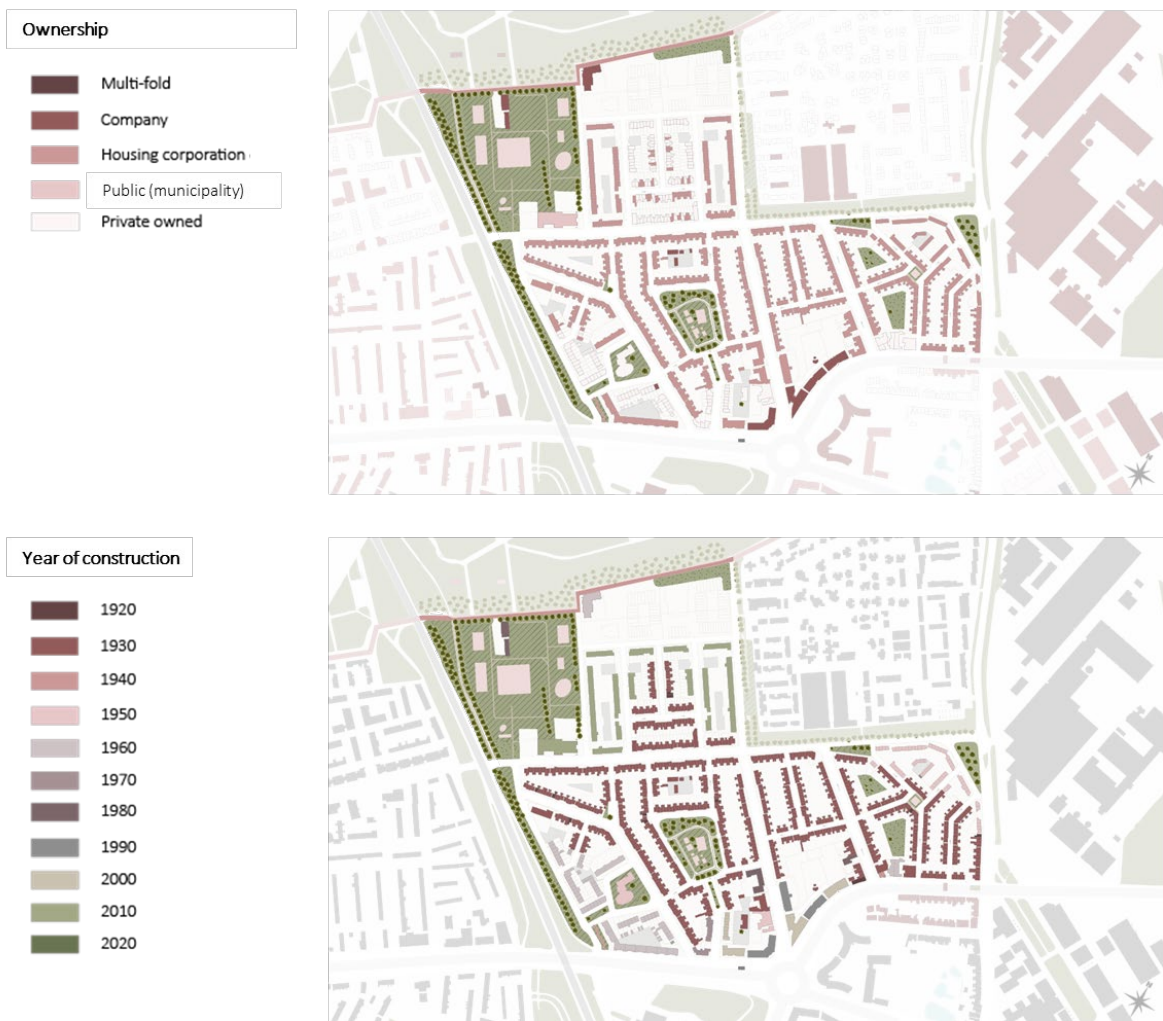 Ownership
Multi-fold
Company
Housing corporation
Public (municipality)
Private owned
Year of construction
1920
1930
1940
1950
1960
1970
1980
1990
2000
2010
2020